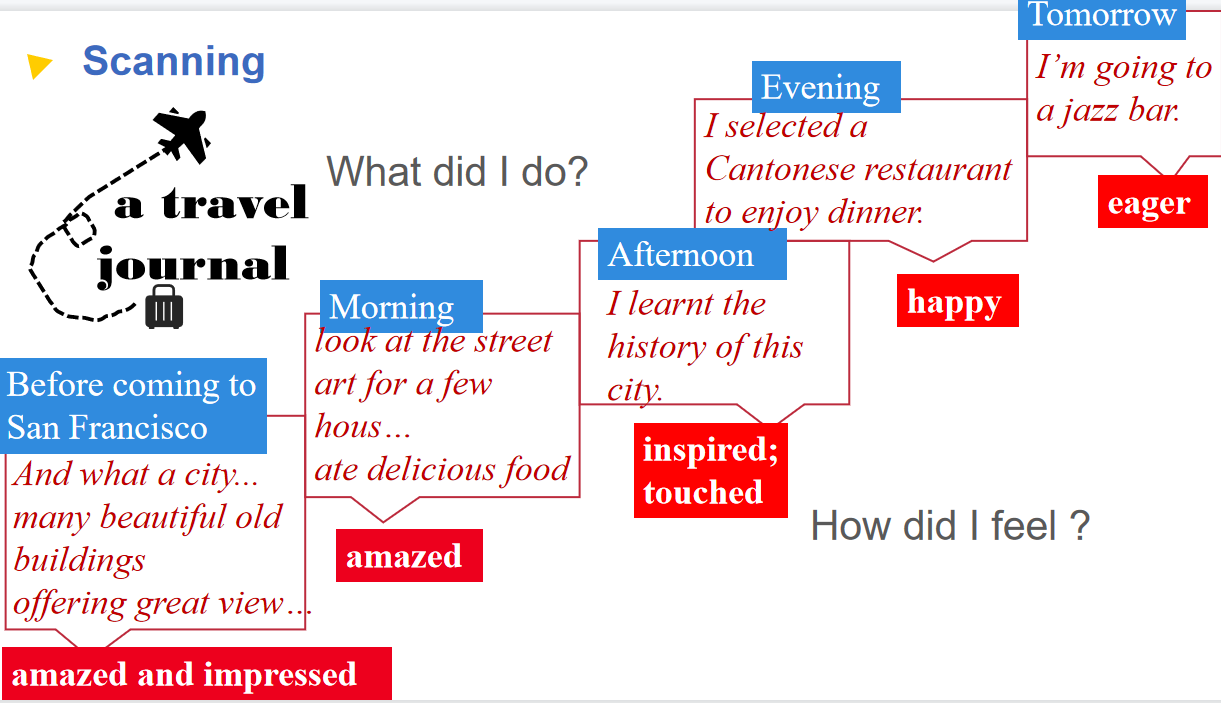 Scanning
a travel
journal
What did I do?
Before coming to
San Francisco
And what a city...
many beautiful old
buildings
offering great view…
amazed and impressed
Morning
look at the street
art for a few
hous…
ate delicious food
amazed
Afternoon
I learnt the
history of this
city.
inspired;
touched
Evening
I selected a
Cantonese restaurant
to enjoy dinner.
happy
Tomorrow
I’m going to
a jazz bar.
eager
How did I feel ?